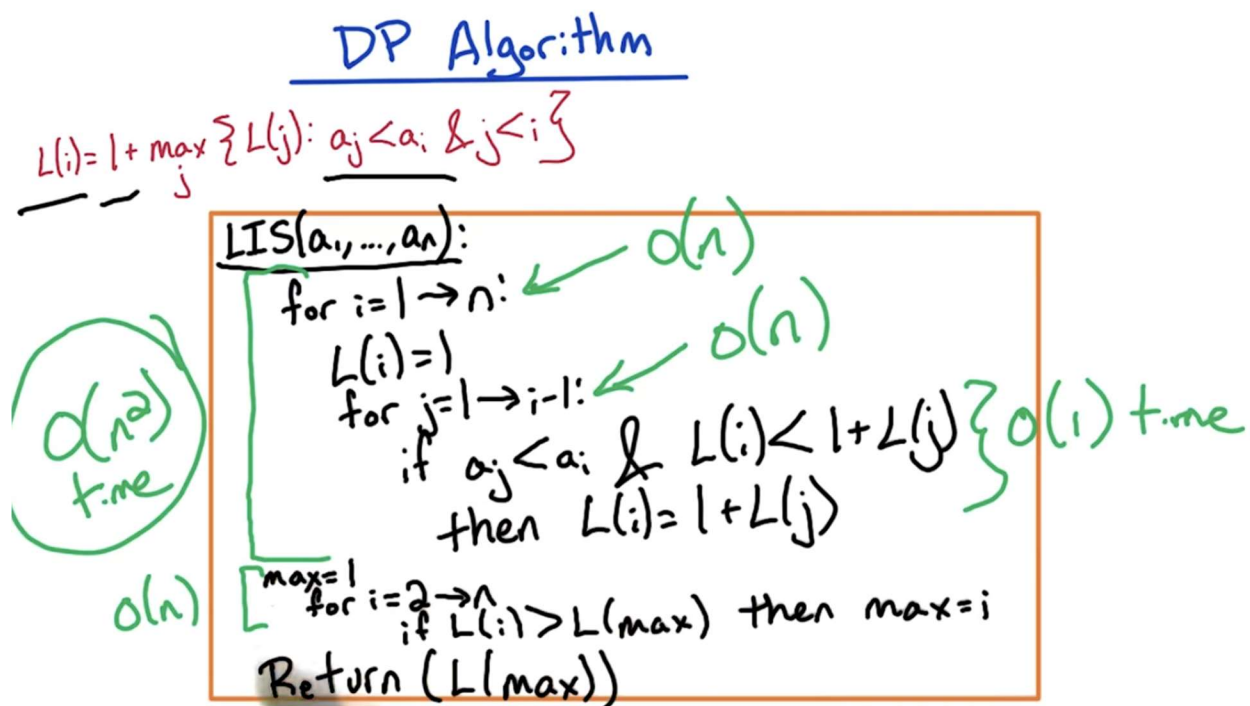 DP Algorithm
L(i)= 1 + max {L(j): aj < ai & j < i}
j
LIS(a1, ..., an):
O(n)
for i=1→n:
O(n)
L(i)=1
for j=1→i-1:
if aj < ai & L(i) < 1+L(j) } O(1) time
then L(i)= 1+L(j)
O(n²)
time
max=1
for i=2→n
if L(i) > L(max) then max=i
O(n)
Return (L(max))